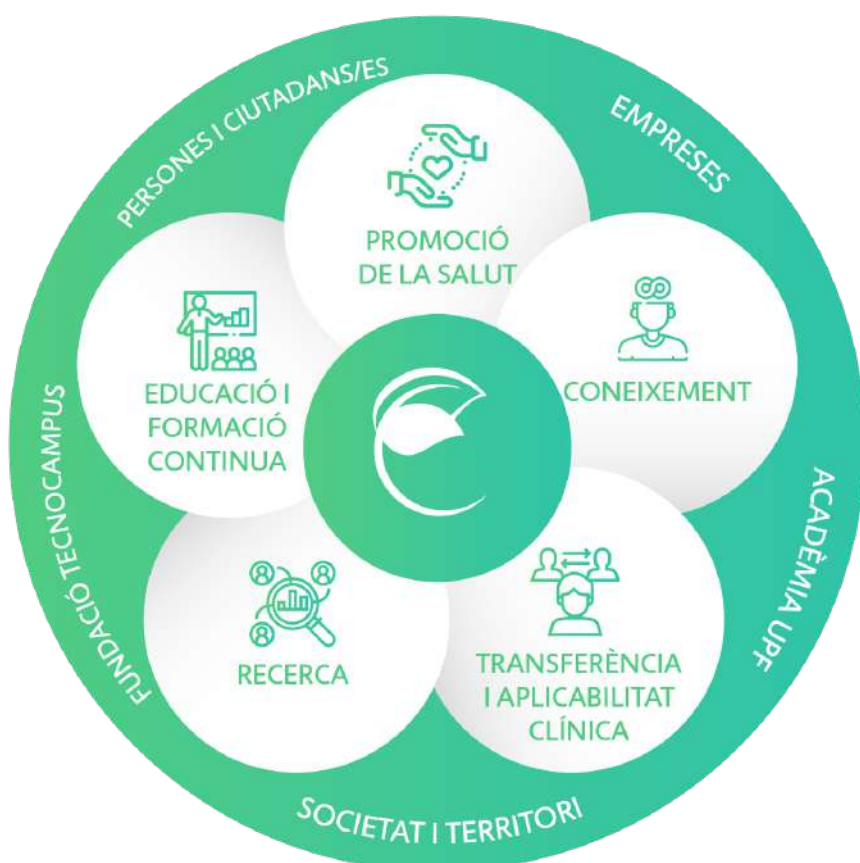 PERSONES I CIUTADANS/ES
EMPRESES
PROMOCIÓ
DE LA SALUT
EDUCACIÓ I
FORMACIÓ
CONTINUA
CONEIXEMENT
FUNDACIÓ TECNOCAMPUS
ACADÈMIA UPF
RECERCA
TRANSFERÈNCIA
I APLICABILITAT
CLÍNICA
SOCIETAT I TERRITORI